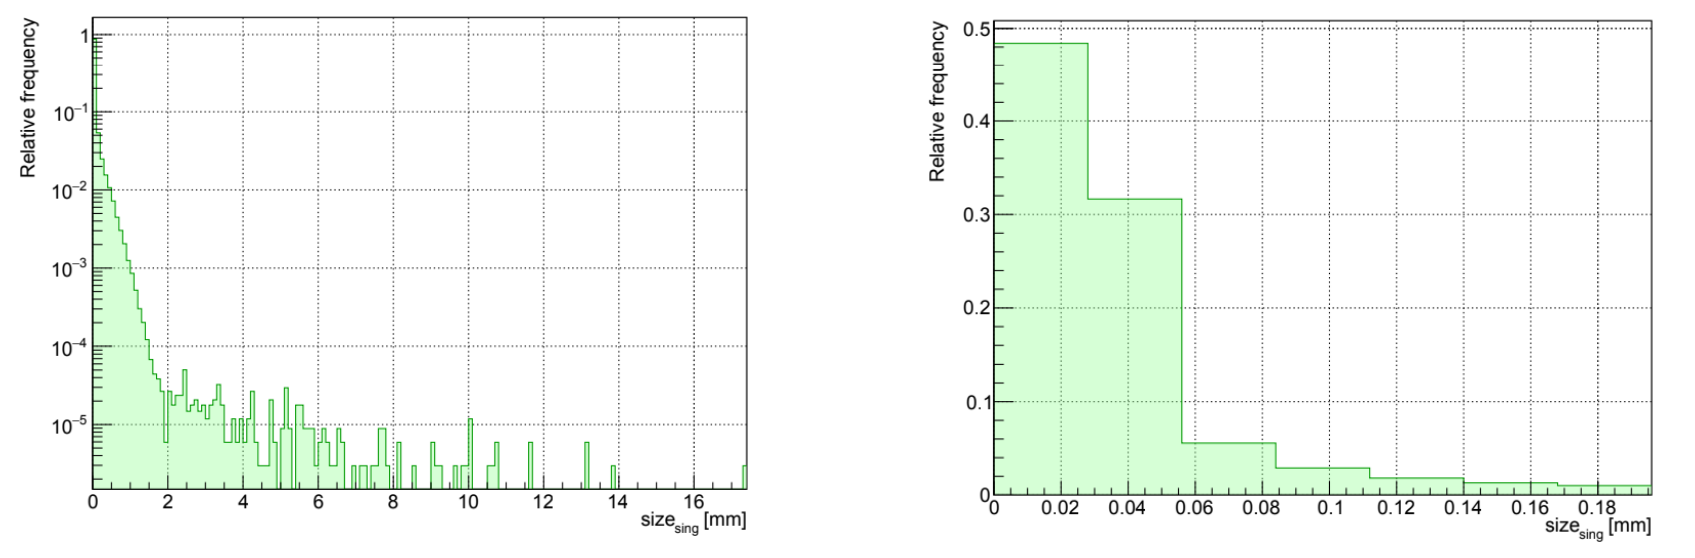 Relative frequency
1
10⁻¹
10⁻²
10⁻³
10⁻⁴
10⁻⁵
0 2 4 6 8 10 12 14 16
size_sing [mm]
Relative frequency
0.5
0.4
0.3
0.2
0.1
0
0 0.02 0.04 0.06 0.08 0.1 0.12 0.14 0.16 0.18
size_sing [mm]